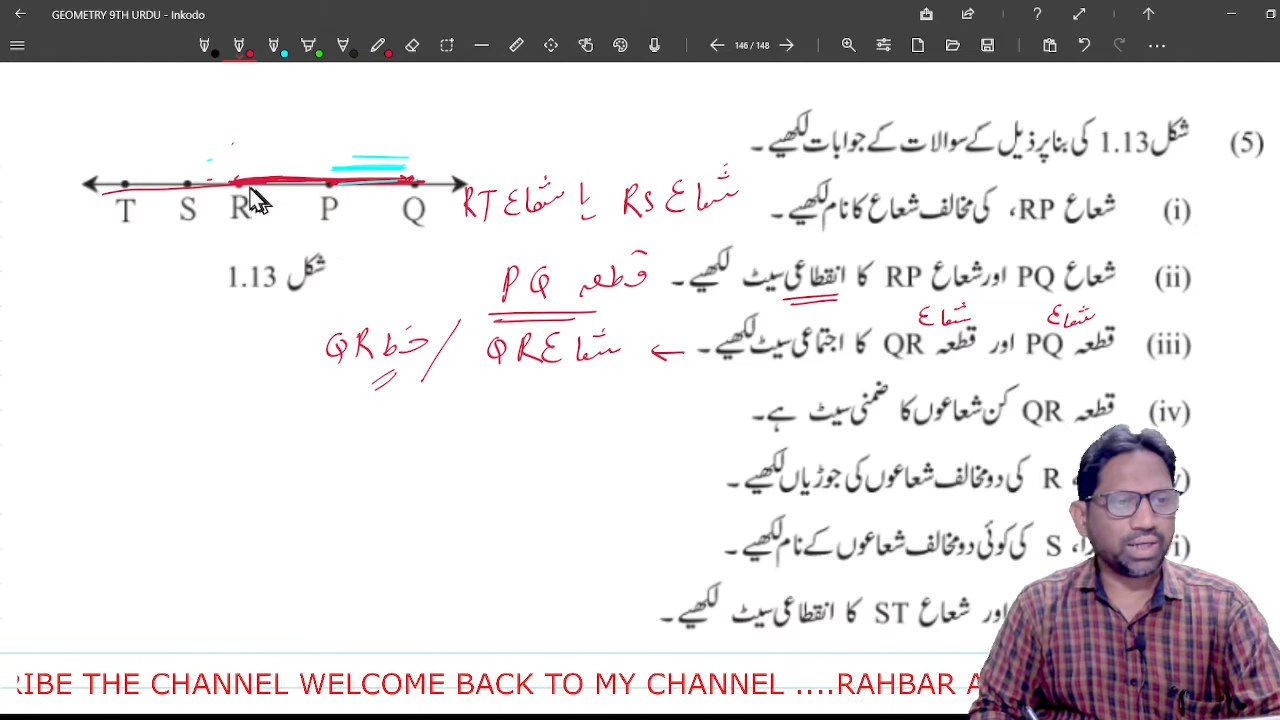 GEOMETRY 9TH URDU - Inkodo
146 / 148
(5) شکل 1.13 کی بنا پر ذیل کے سوالات کے جوابات لکھیے۔
T S R P Q
شکل 1.13
(i) شعاع RP، کی مخالف شعاع کا نام لکھیے۔ شعاع RS یا شعاع RT
(ii) شعاع PQ اور شعاع RP کا انقطاعی سیٹ لکھیے۔ قطعہ PQ
شعاع شعاع
(iii) قطعہ PQ اور قطعہ QR کا اجتماعی سیٹ لکھیے۔ ← شعاع QR / خط QR
(iv) قطعہ QR کن شعاعوں کا ضمنی سیٹ ہے۔
R کی دو مخالف شعاعوں کی جوڑیاں لکھیے۔
S کی کوئی دو مخالف شعاعوں کے نام لکھیے۔
اور شعاع ST کا انقطاعی سیٹ لکھیے۔
RIBE THE CHANNEL WELCOME BACK TO MY CHANNEL ....RAHBAR A